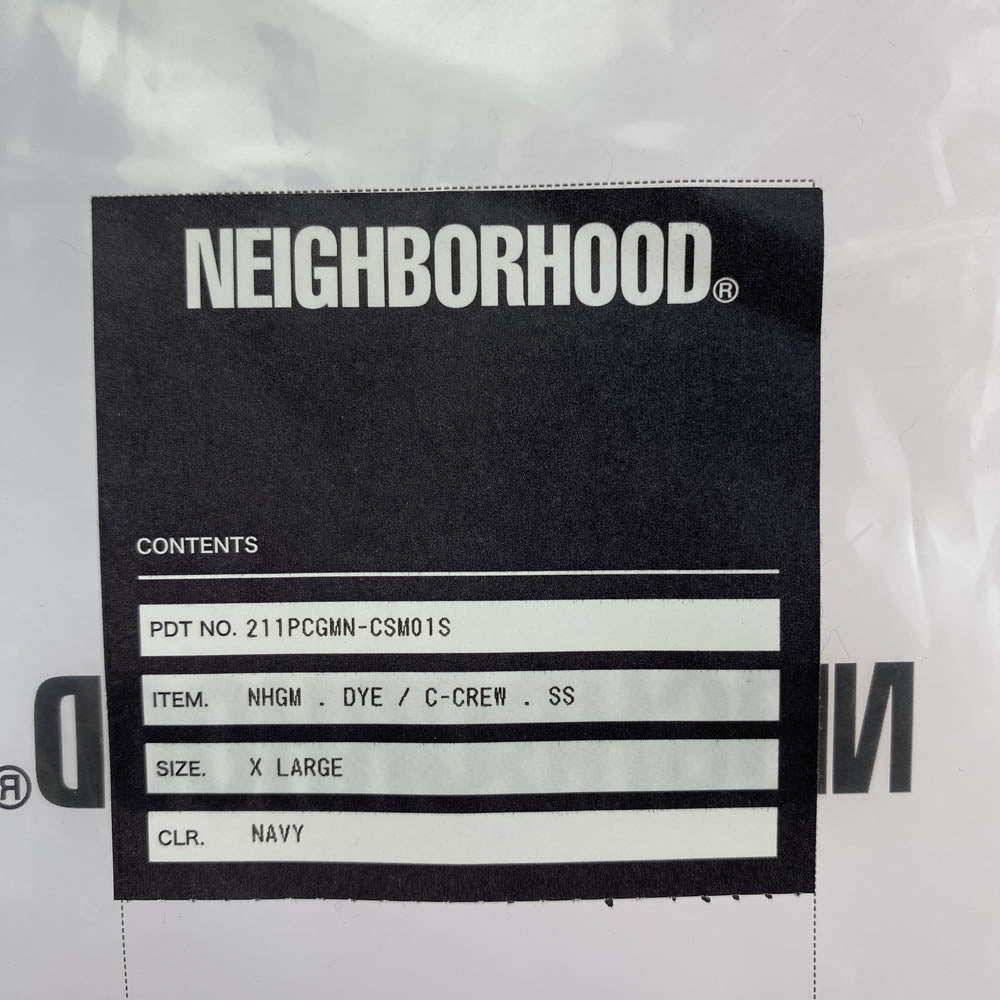 NEIGHBORHOOD®
CONTENTS
PDT NO. 211PCGMN-CSM01S
ITEM. NHGM . DYE / C-CREW . SS
SIZE. X LARGE
CLR. NAVY